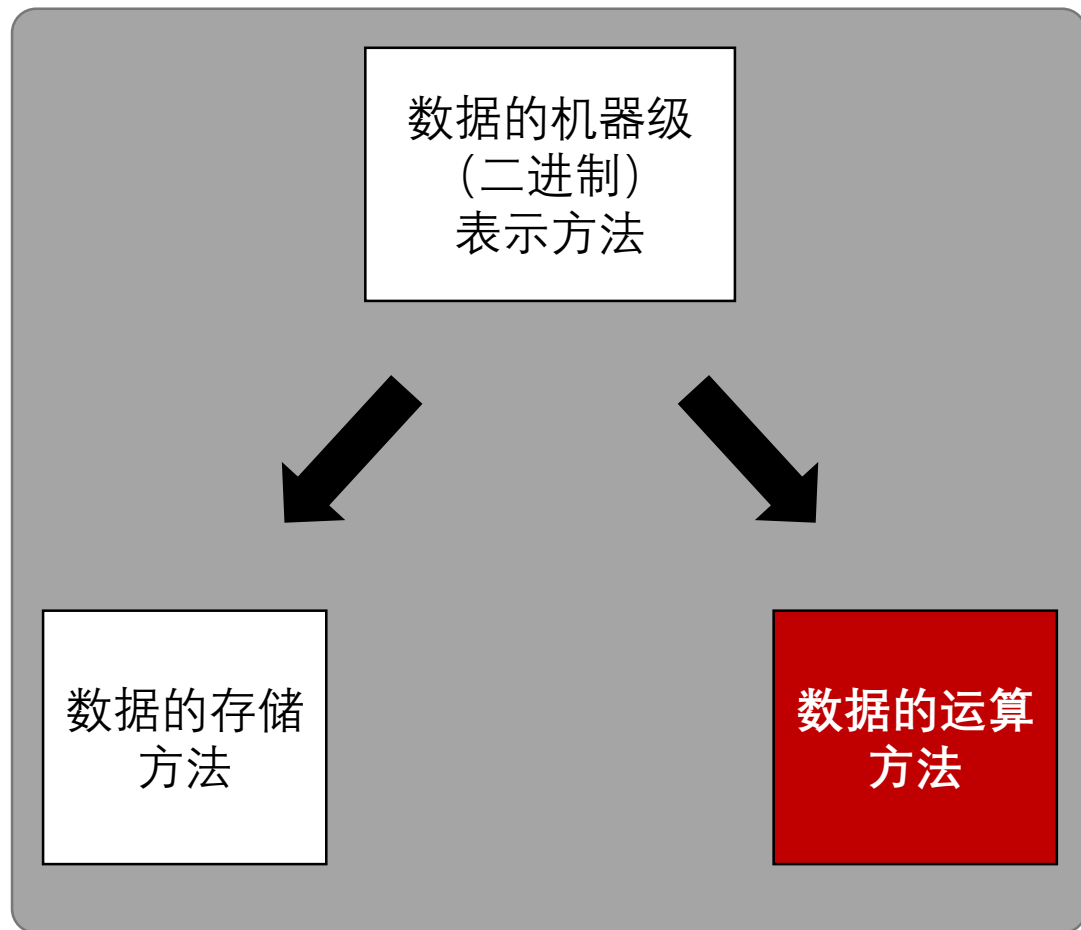 数据的机器级
（二进制）
表示方法
数据的存储
方法
数据的运算
方法